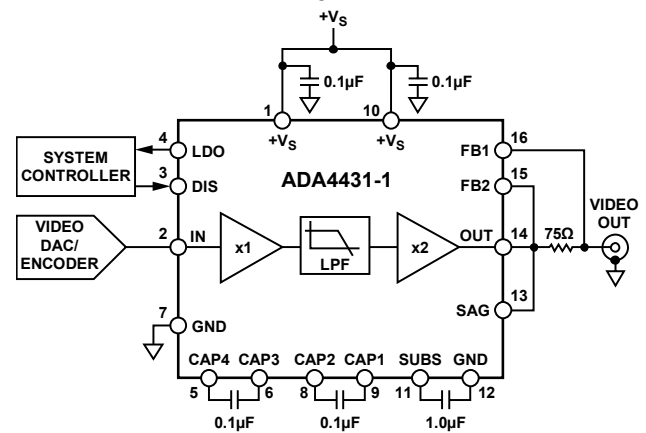 +VS
0.1µF
0.1µF
1
10
+VS
+VS
4
LDO
FB1
16
SYSTEM
CONTROLLER
3
DIS
ADA4431-1
FB2
15
VIDEO
DAC/
ENCODER
2
IN
x1
LPF
x2
OUT
14
75Ω
VIDEO
OUT
SAG
13
7
GND
CAP4
CAP3
CAP2
CAP1
SUBS
GND
5
6
8
9
11
12
0.1µF
0.1µF
1.0µF